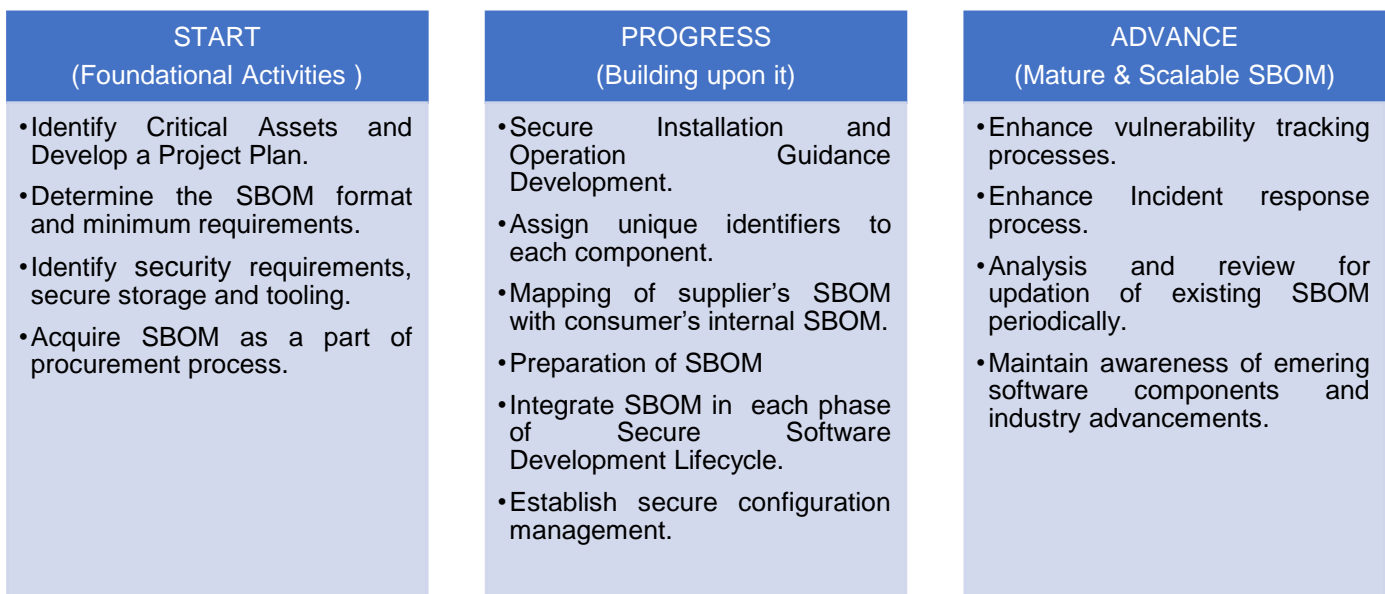 START
(Foundational Activities )
•Identify Critical Assets and
Develop a Project Plan.
•Determine the SBOM format
and minimum requirements.
•Identify security requirements,
secure storage and tooling.
•Acquire SBOM as a part of
procurement process.
PROGRESS
(Building upon it)
•Secure Installation and
Operation Guidance
Development.
•Assign unique identifiers to
each component.
•Mapping of supplier’s SBOM
with consumer’s internal SBOM.
•Preparation of SBOM
•Integrate SBOM in each phase
of Secure Software
Development Lifecycle.
•Establish secure configuration
management.
ADVANCE
(Mature & Scalable SBOM)
•Enhance vulnerability tracking
processes.
•Enhance Incident response
process.
•Analysis and review for
updation of existing SBOM
periodically.
•Maintain awareness of emering
software components and
industry advancements.